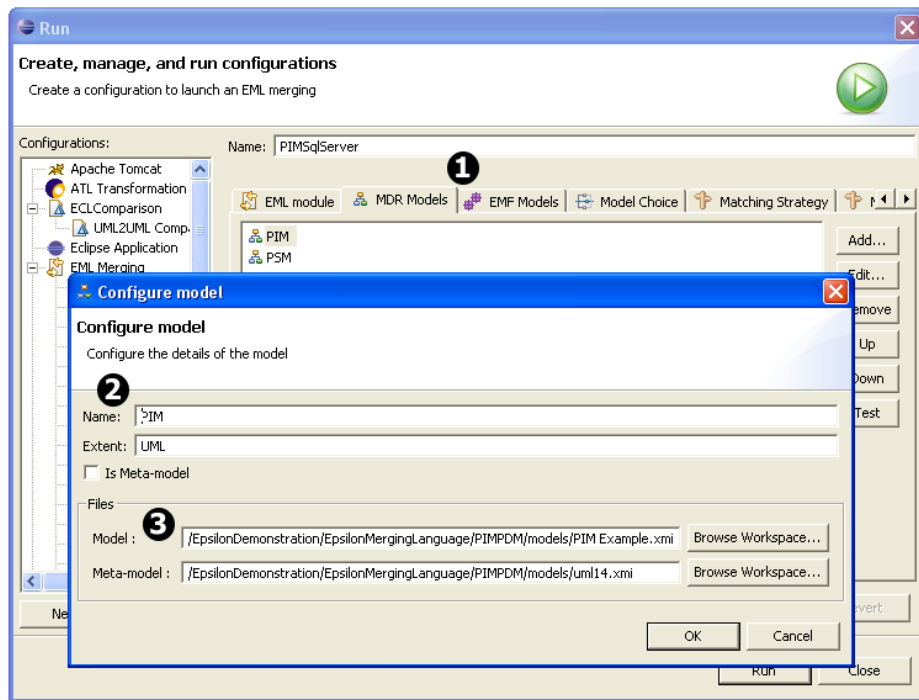 Run
Create, manage, and run configurations
Create a configuration to launch an EML merging
Configurations:
Name: PIMSqlServer
1
Apache Tomcat
ATL Transformation
ECLComparison
UML2UML Comp
Eclipse Application
EML Merging
EML module MDR Models EMF Models Model Choice Matching Strategy
PIM
PSM
Add...
Edit...
emove
Up
Down
Test
Configure model
Configure model
Configure the details of the model
2
Name: PIM
Extent: UML
Is Meta-model
Files
3
Model : /EpsilonDemonstration/EpsilonMergingLanguage/PIMPDM/models/PIM Example.xmi Browse Workspace...
Meta-model : /EpsilonDemonstration/EpsilonMergingLanguage/PIMPDM/models/uml14.xmi Browse Workspace...
OK Cancel
Ne
evert
Run Close